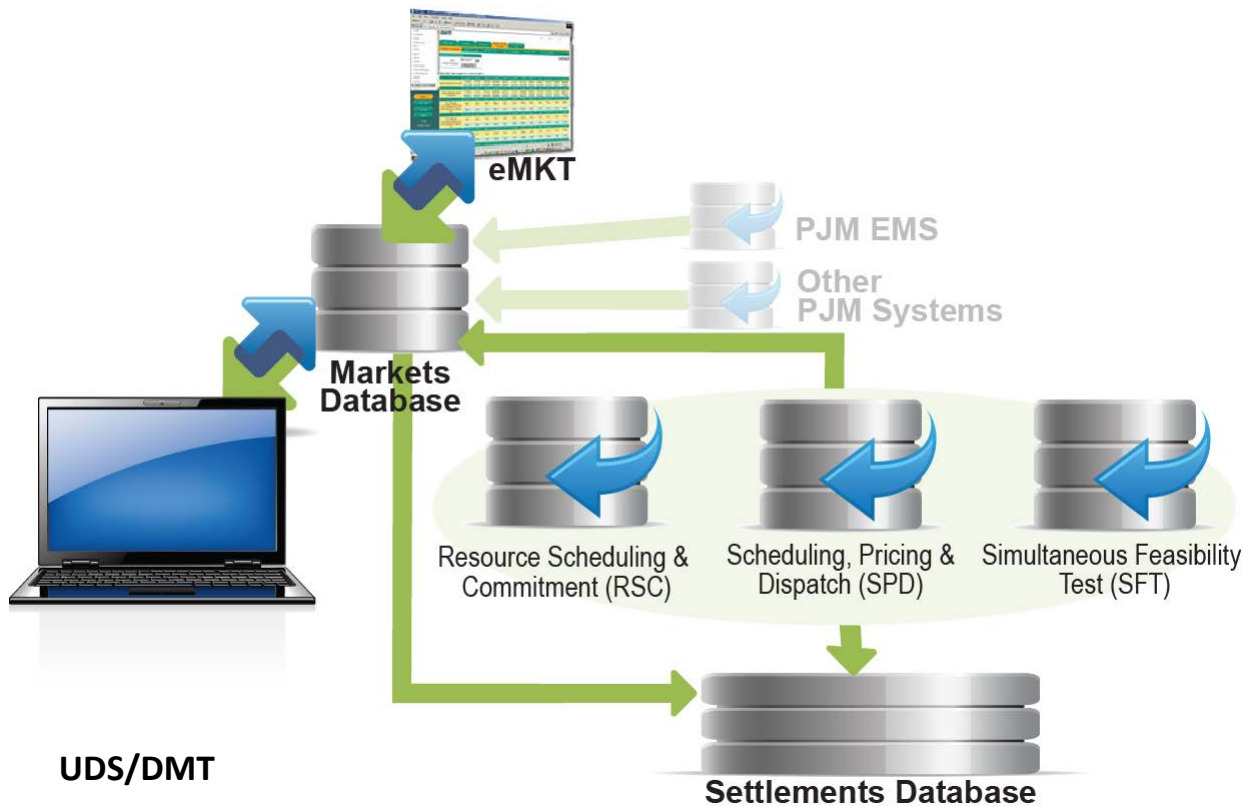 eMKT
PJM EMS
Other
PJM Systems
Markets
Database
Resource Scheduling &
Commitment (RSC)
Scheduling, Pricing &
Dispatch (SPD)
Simultaneous Feasibility
Test (SFT)
UDS/DMT
Settlements Database